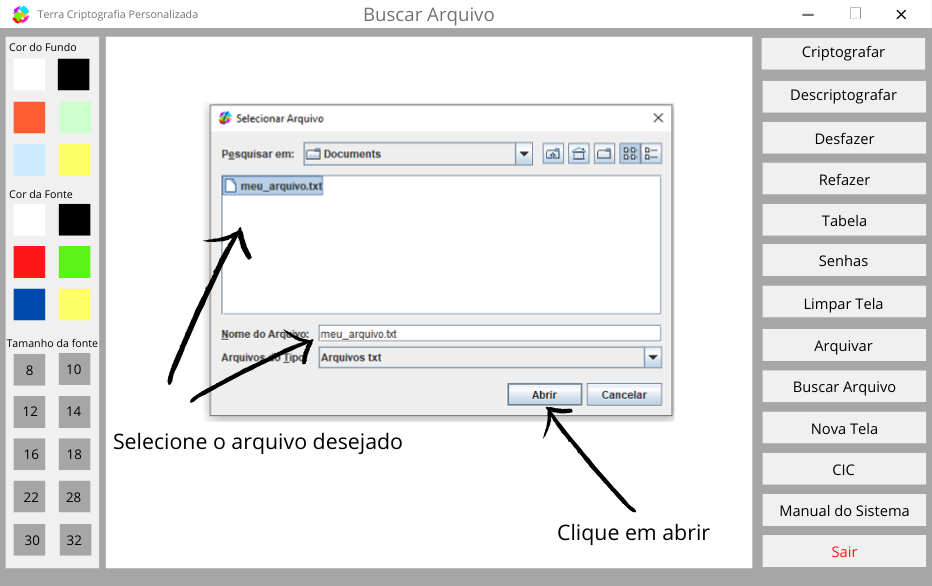 Terra Criptografia Personalizada
Buscar Arquivo
Cor do Fundo
Cor da Fonte
Tamanho da fonte
8 10
12 14
16 18
22 28
30 32
Selecionar Arquivo
Pesquisar em: Documents
meu_arquivo.txt
Nome do Arquivo: meu_arquivo.txt
Arquivos do Tipo: Arquivos txt
Abrir Cancelar
Selecione o arquivo desejado
Clique em abrir
Criptografar
Descriptografar
Desfazer
Refazer
Tabela
Senhas
Limpar Tela
Arquivar
Buscar Arquivo
Nova Tela
CIC
Manual do Sistema
Sair